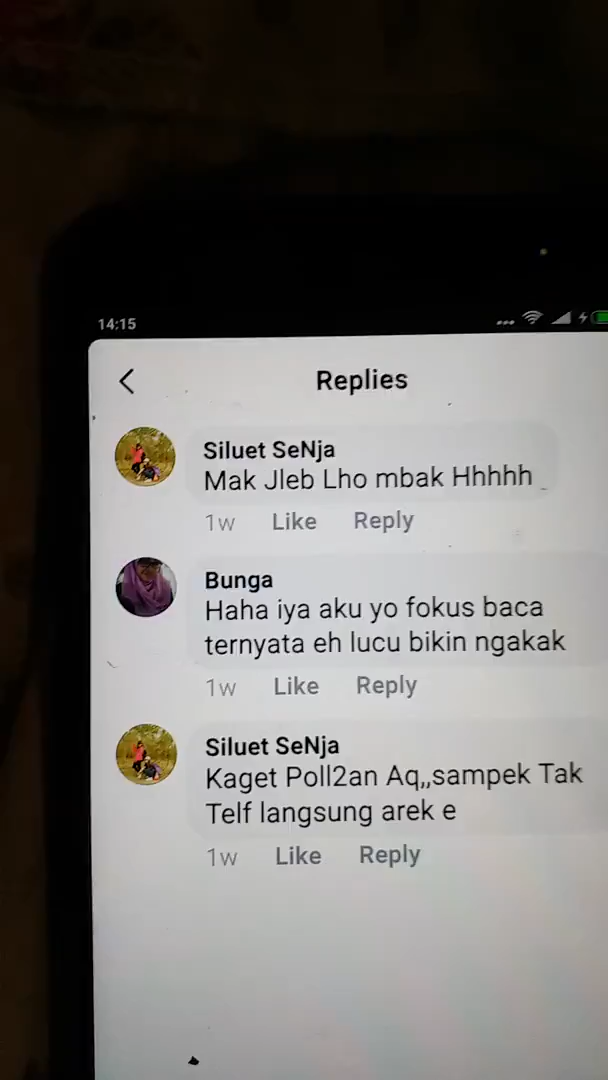 14:15
Replies
Siluet SeNja
Mak Jleb Lho mbak Hhhhh
1w Like Reply
Bunga
Haha iya aku yo fokus baca
ternyata eh lucu bikin ngakak
1w Like Reply
Siluet SeNja
Kaget Poll2an Aq,,sampek Tak
Telf langsung arek e
1w Like Reply